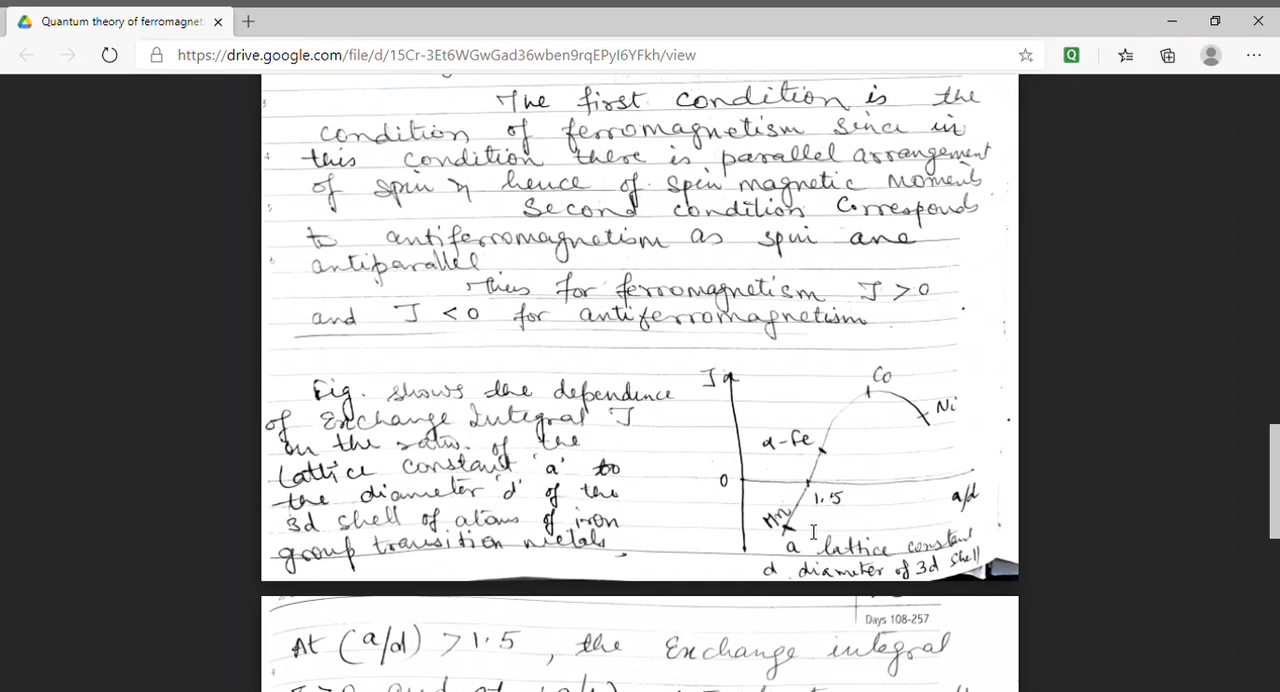 Quantum theory of ferromagnet
https://drive.google.com/file/d/15Cr-3Et6WGwGad36wben9rqEPyI6YFkh/view
The first condition is the
condition of ferromagnetism since in
this condition there is parallel arrangement
of spin & hence of spin magnetic moments
Second condition Corresponds
to antiferromagnetism as spin are
antiparallel
Thus for ferromagnetism J > 0
and J < 0 for antiferromagnetism
Fig. shows the dependence
of Exchange Integral J
on the ratio of the
Lattice constant 'a' to
the diameter 'd' of the
3d shell of atoms of iron
group transition metals
J
Co
Ni
α-Fe
0
1.5
a/d
Mn
a lattice constant
d. diameter of 3d shell
Days 108-257
At (a/d) > 1.5, the Exchange integral